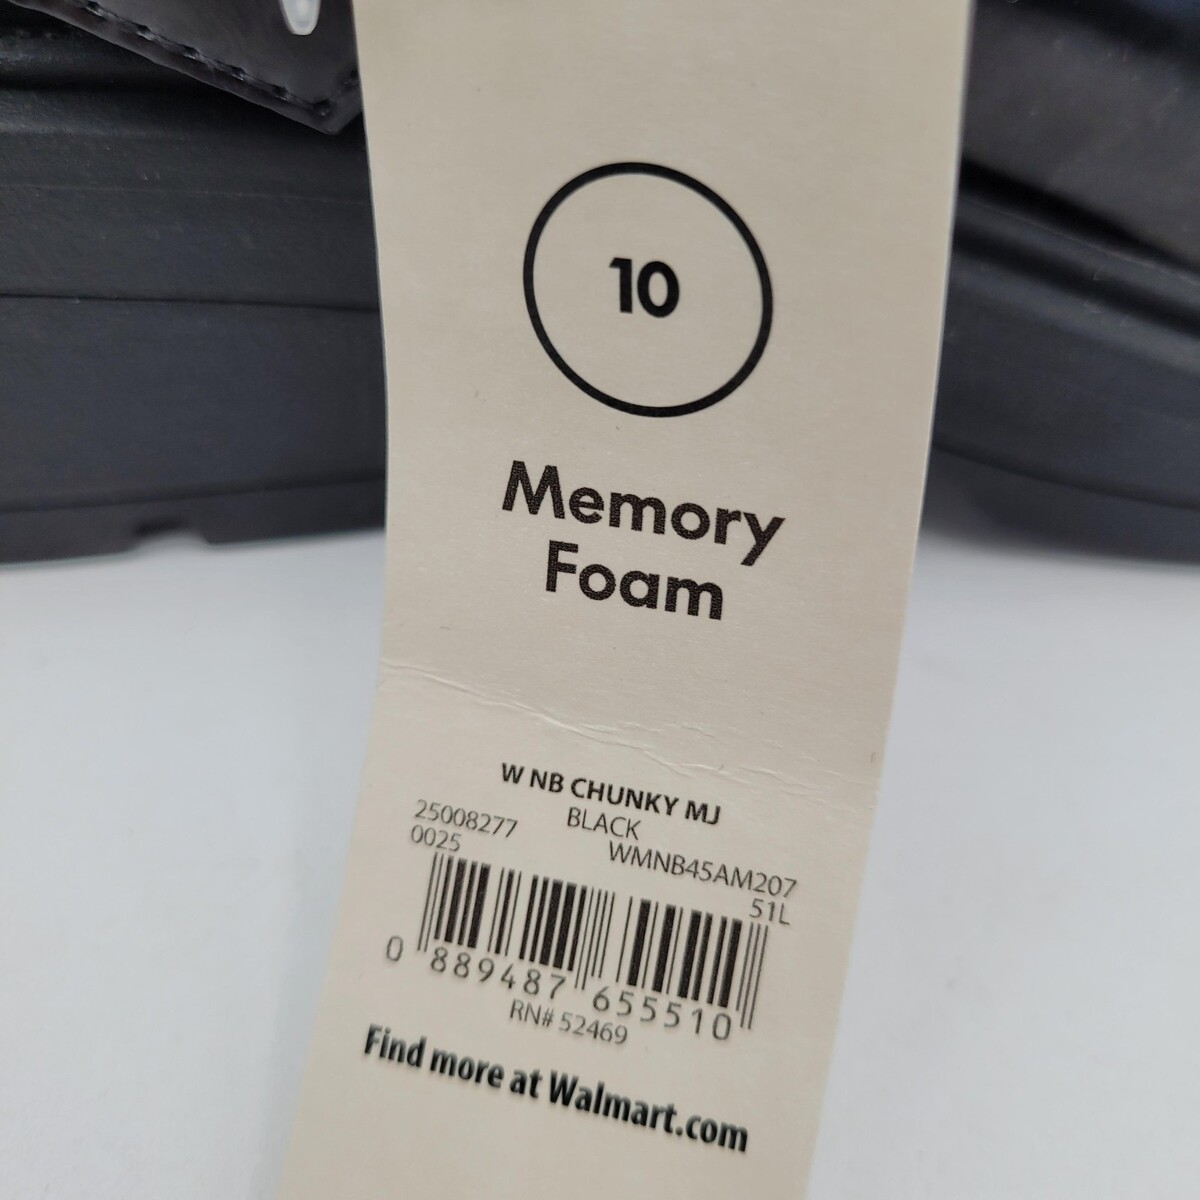 10
Memory
Foam
W NB CHUNKY MJ
25008277 BLACK
0025 WMNB45AM207
51L
0 889487 655510
RN# 52469
Find more at Walmart.com